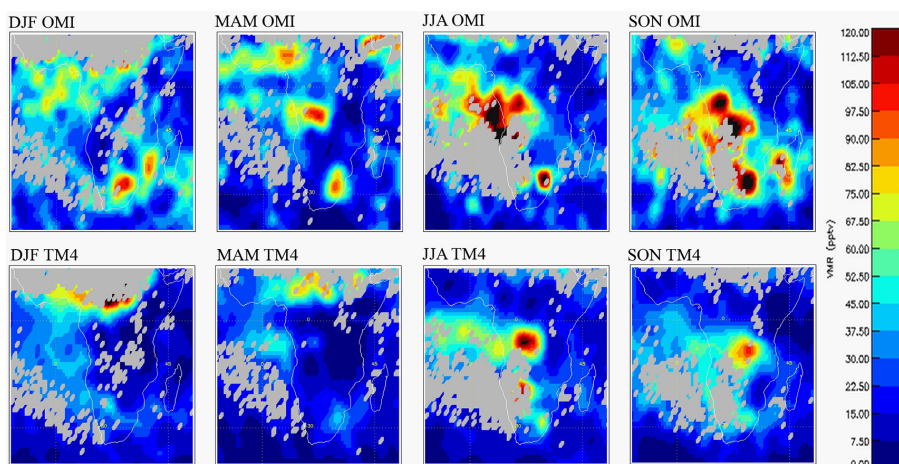 DJF OMI
MAM OMI
JJA OMI
SON OMI
DJF TM4
MAM TM4
JJA TM4
SON TM4
120.00
112.50
105.00
97.50
90.00
82.50
75.00
67.50
60.00
52.50
45.00
37.50
30.00
22.50
15.00
7.50
0.00
VMR (pptv)